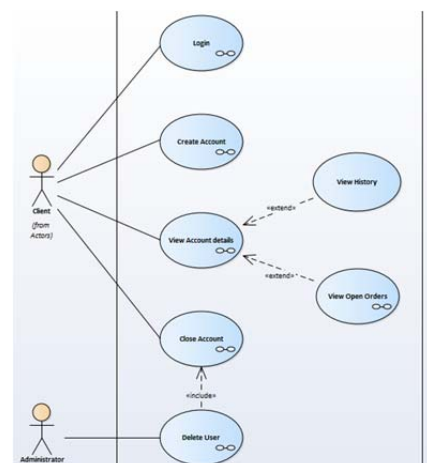 Login
Create Account
View History
«extend»
Client
(from
Actors)
View Account details
«extend»
View Open Orders
Close Account
«include»
Delete User
Administrator